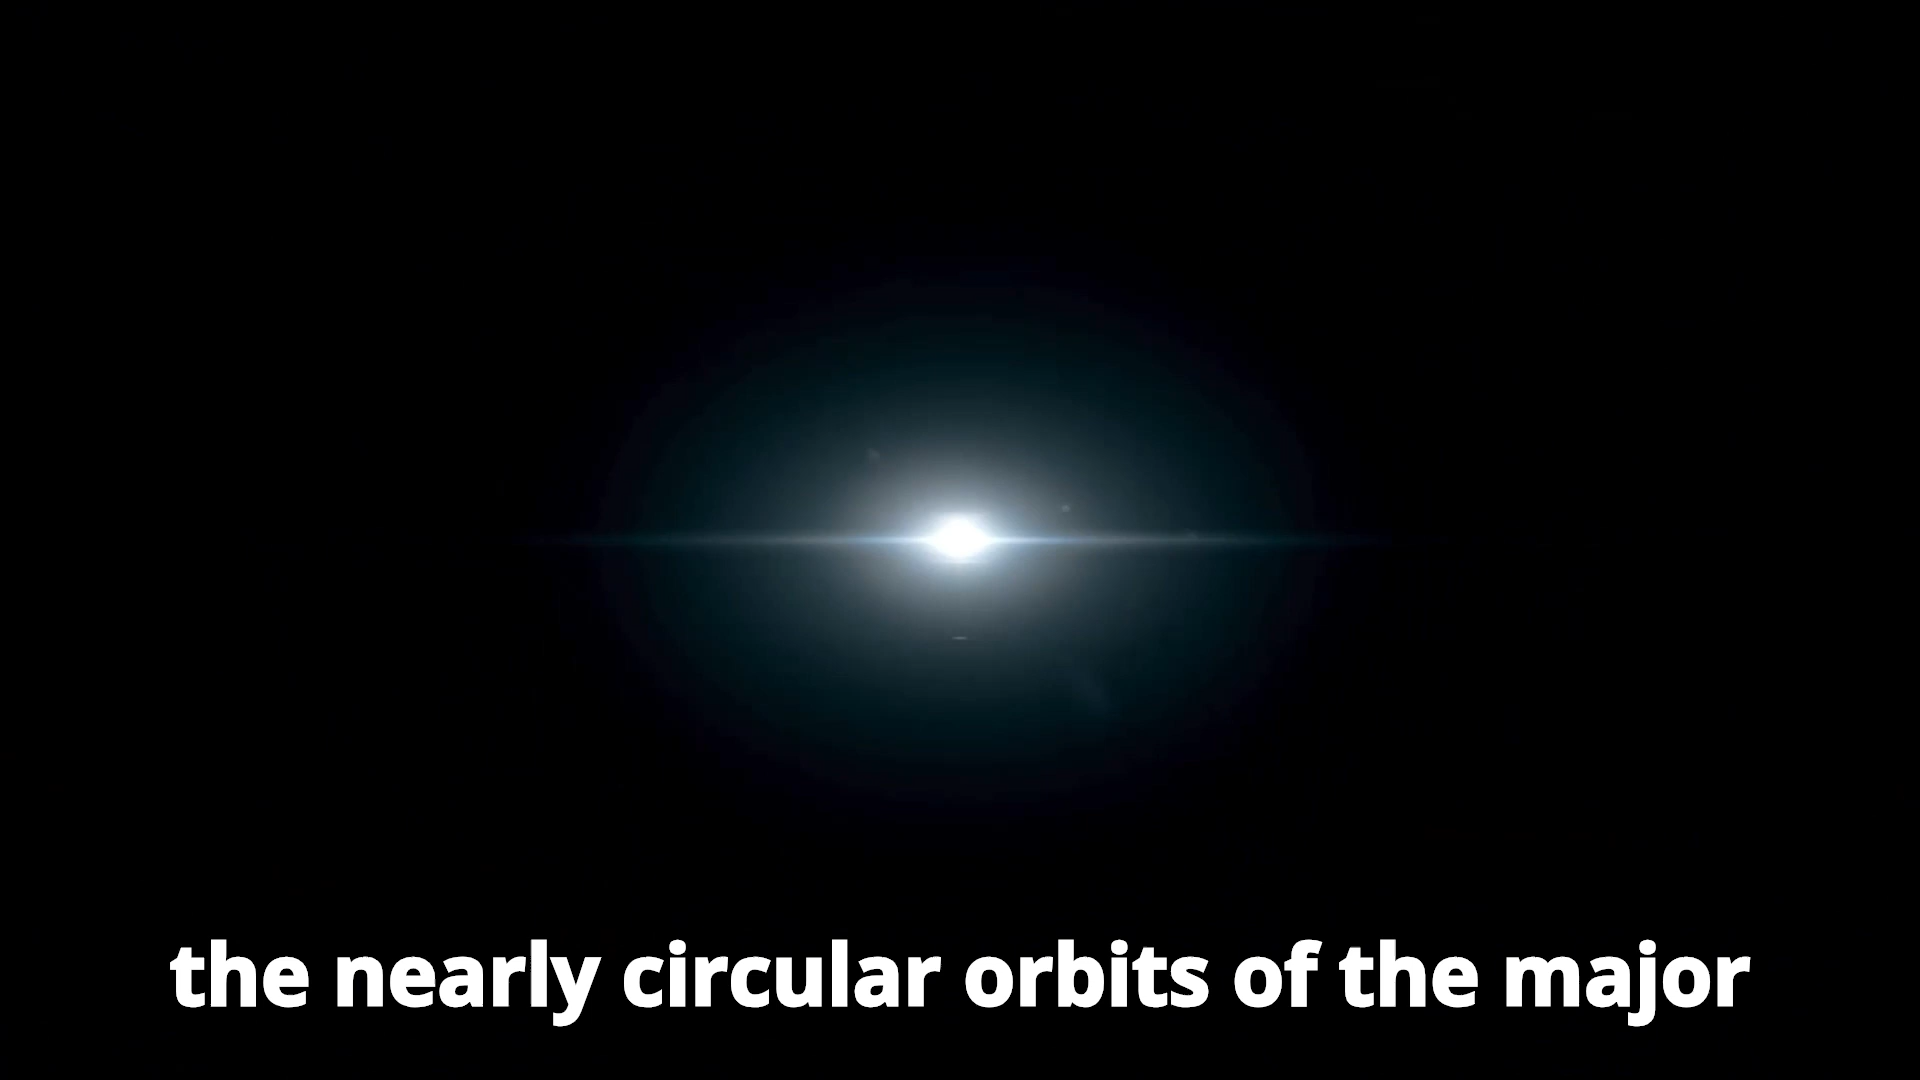 the nearly circular orbits of the major